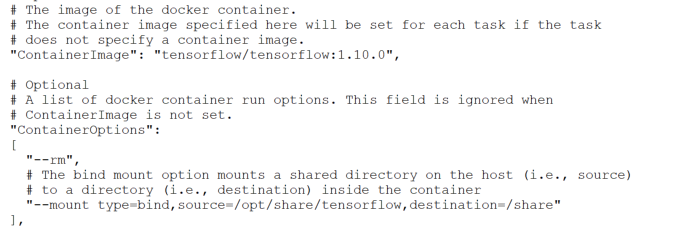 # The image of the docker container.
# The container image specified here will be set for each task if the task
# does not specify a container image.
"ContainerImage": "tensorflow/tensorflow:1.10.0",
# Optional
# A list of docker container run options. This field is ignored when
# ContainerImage is not set.
"ContainerOptions":
[
"--rm",
# The bind mount option mounts a shared directory on the host (i.e., source)
# to a directory (i.e., destination) inside the container
"--mount type=bind,source=/opt/share/tensorflow,destination=/share"
],